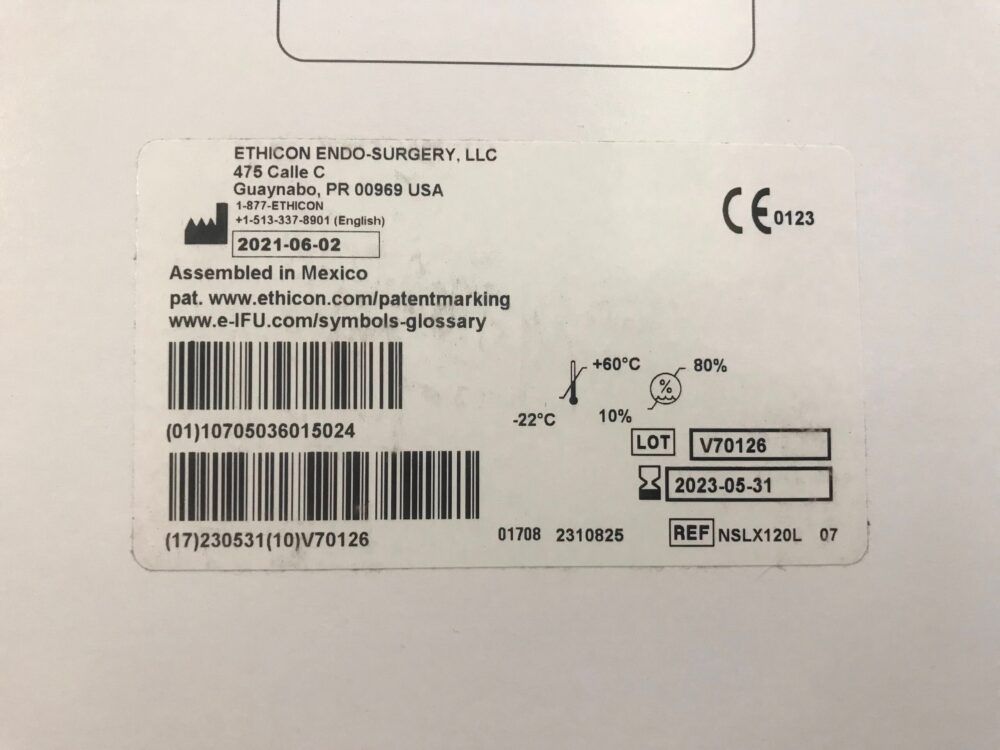 ETHICON ENDO-SURGERY, LLC
475 Calle C
Guaynabo, PR 00969 USA
1-877-ETHICON
+1-513-337-8901 (English)
2021-06-02
CE 0123
Assembled in Mexico
pat. www.ethicon.com/patentmarking
www.e-IFU.com/symbols-glossary
(01)10705036015024
+60°C
-22°C
%
80%
10%
LOT V70126
2023-05-31
(17)230531(10)V70126
01708 2310825
REF NSLX120L 07